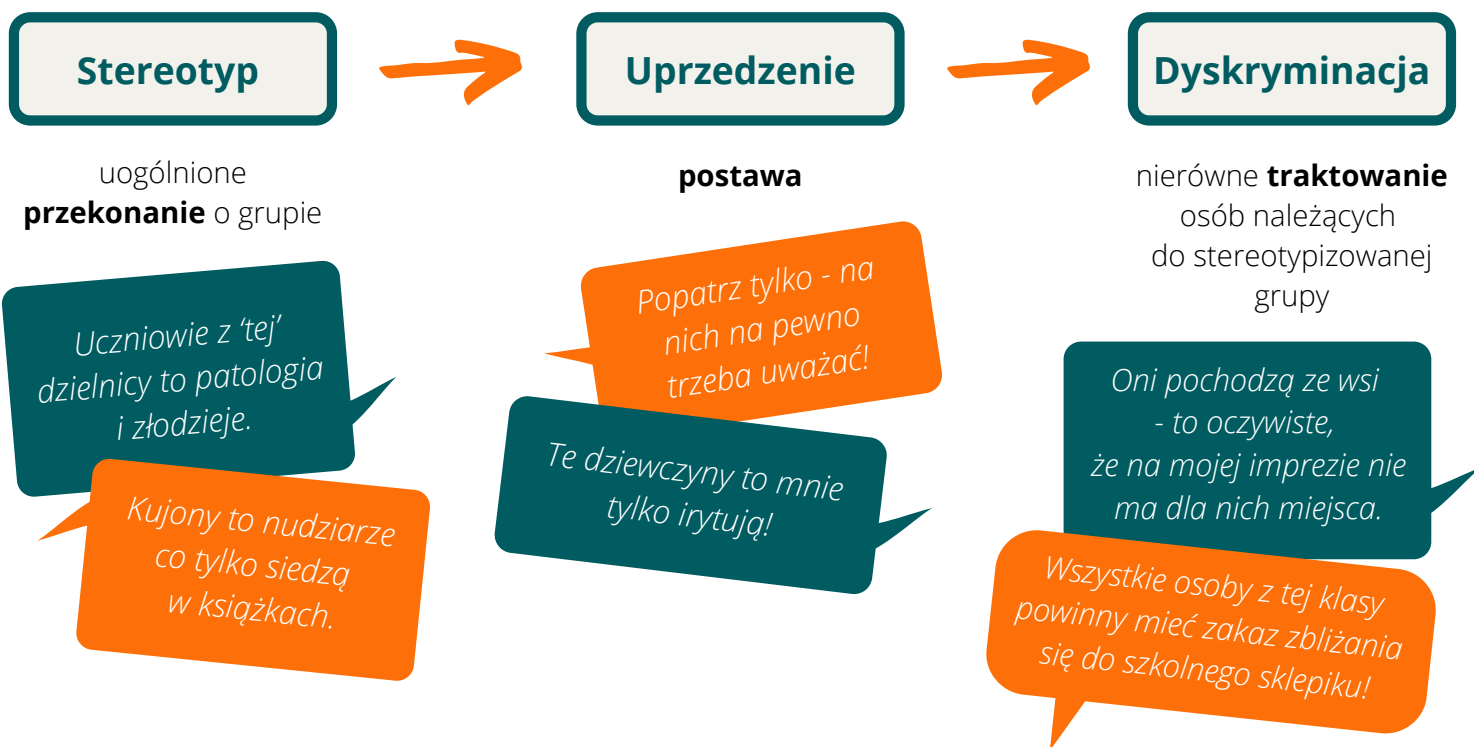 Stereotyp
uogólnione
przekonanie o grupie
Uczniowie z ‘tej’
dzielnicy to patologia
i złodzieje.
Kujony to nudziarze
co tylko siedzą
w książkach.
Uprzedzenie
postawa
Popatrz tylko - na
nich na pewno
trzeba uważać!
Te dziewczyny to mnie
tylko irytują!
Dyskryminacja
nierówne traktowanie
osób należących
do stereotypizowanej
grupy
Oni pochodzą ze wsi
- to oczywiste,
że na mojej imprezie nie
ma dla nich miejsca.
Wszystkie osoby z tej klasy
powinny mieć zakaz zbliżania
się do szkolnego sklepiku!